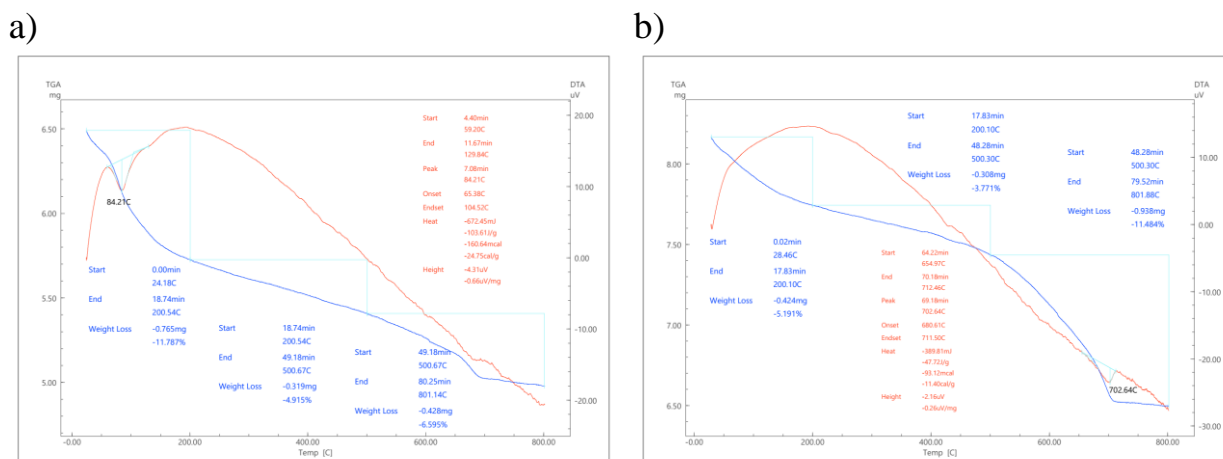 a)
b)
TGA
mg
DTA
uV
6.50
6.00
5.50
5.00
20.00
10.00
0.00
-10.00
-20.00
-0.00
200.00
400.00
600.00
800.00
Temp [C]
84.21C
Start 4.40min
59.20C
End 11.67min
129.84C
Peak 7.08min
84.21C
Onset 65.38C
Endset 104.52C
Heat -672.45mJ
-103.61J/g
-160.64mcal
-24.75cal/g
Height -4.31uV
-0.66uV/mg
Start 0.00min
24.18C
End 18.74min
200.54C
Weight Loss -0.765mg
-11.787%
Start 18.74min
200.54C
End 49.18min
500.67C
Weight Loss -0.319mg
-4.915%
Start 49.18min
500.67C
End 80.25min
801.14C
Weight Loss -0.428mg
-6.595%
TGA
mg
DTA
uV
8.00
7.50
7.00
6.50
10.00
0.00
-10.00
-20.00
-30.00
-0.00
200.00
400.00
600.00
800.00
Temp [C]
702.64C
Start 17.83min
200.10C
End 48.28min
500.30C
Weight Loss -0.308mg
-3.771%
Start 48.28min
500.30C
End 79.52min
801.88C
Weight Loss -0.938mg
-11.484%
Start 0.02min
28.46C
End 17.83min
200.10C
Weight Loss -0.424mg
-5.191%
Start 64.22min
654.97C
End 70.18min
712.46C
Peak 69.18min
702.64C
Onset 680.61C
Endset 711.50C
Heat -389.81mJ
-47.72J/g
-93.12mcal
-11.40cal/g
Height -2.16uV
-0.26uV/mg